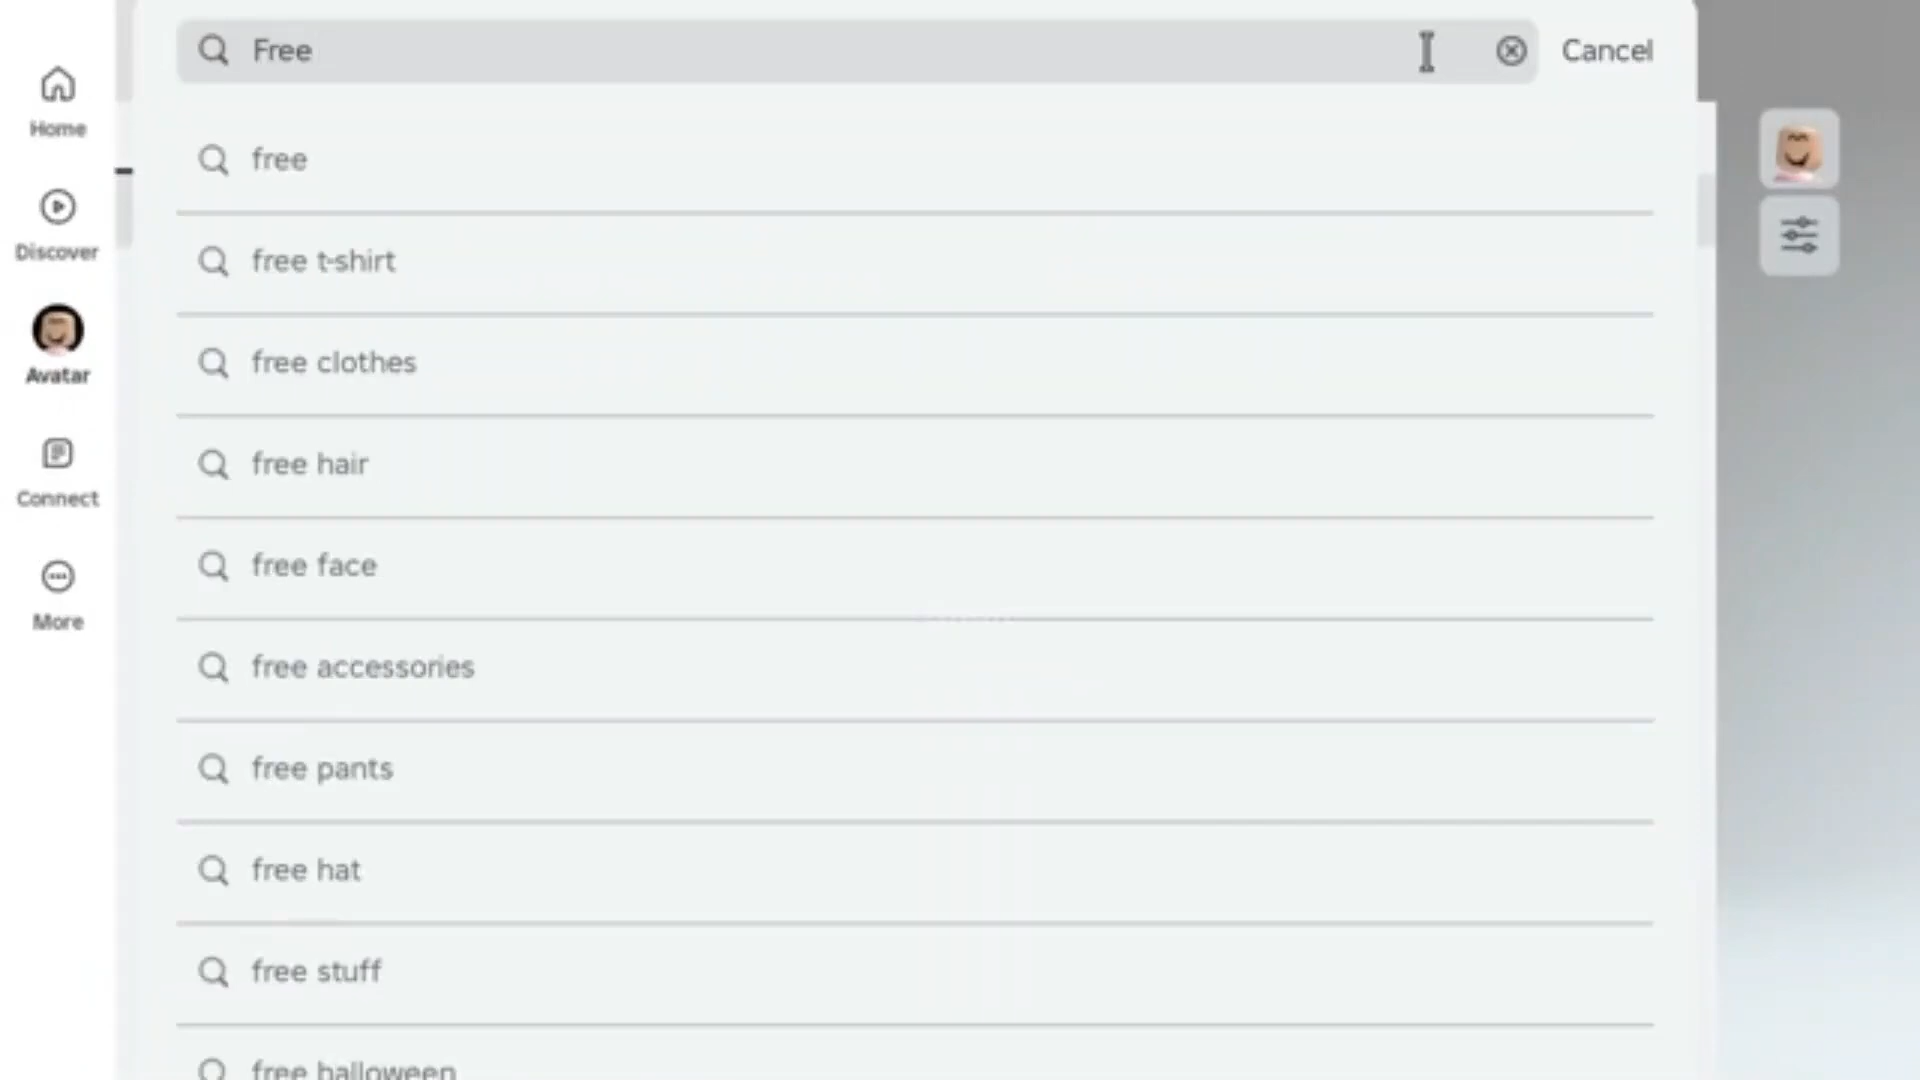 Free
Cancel
Home
Discover
Avatar
Connect
More
free
free t-shirt
free clothes
free hair
free face
free accessories
free pants
free hat
free stuff
free halloween